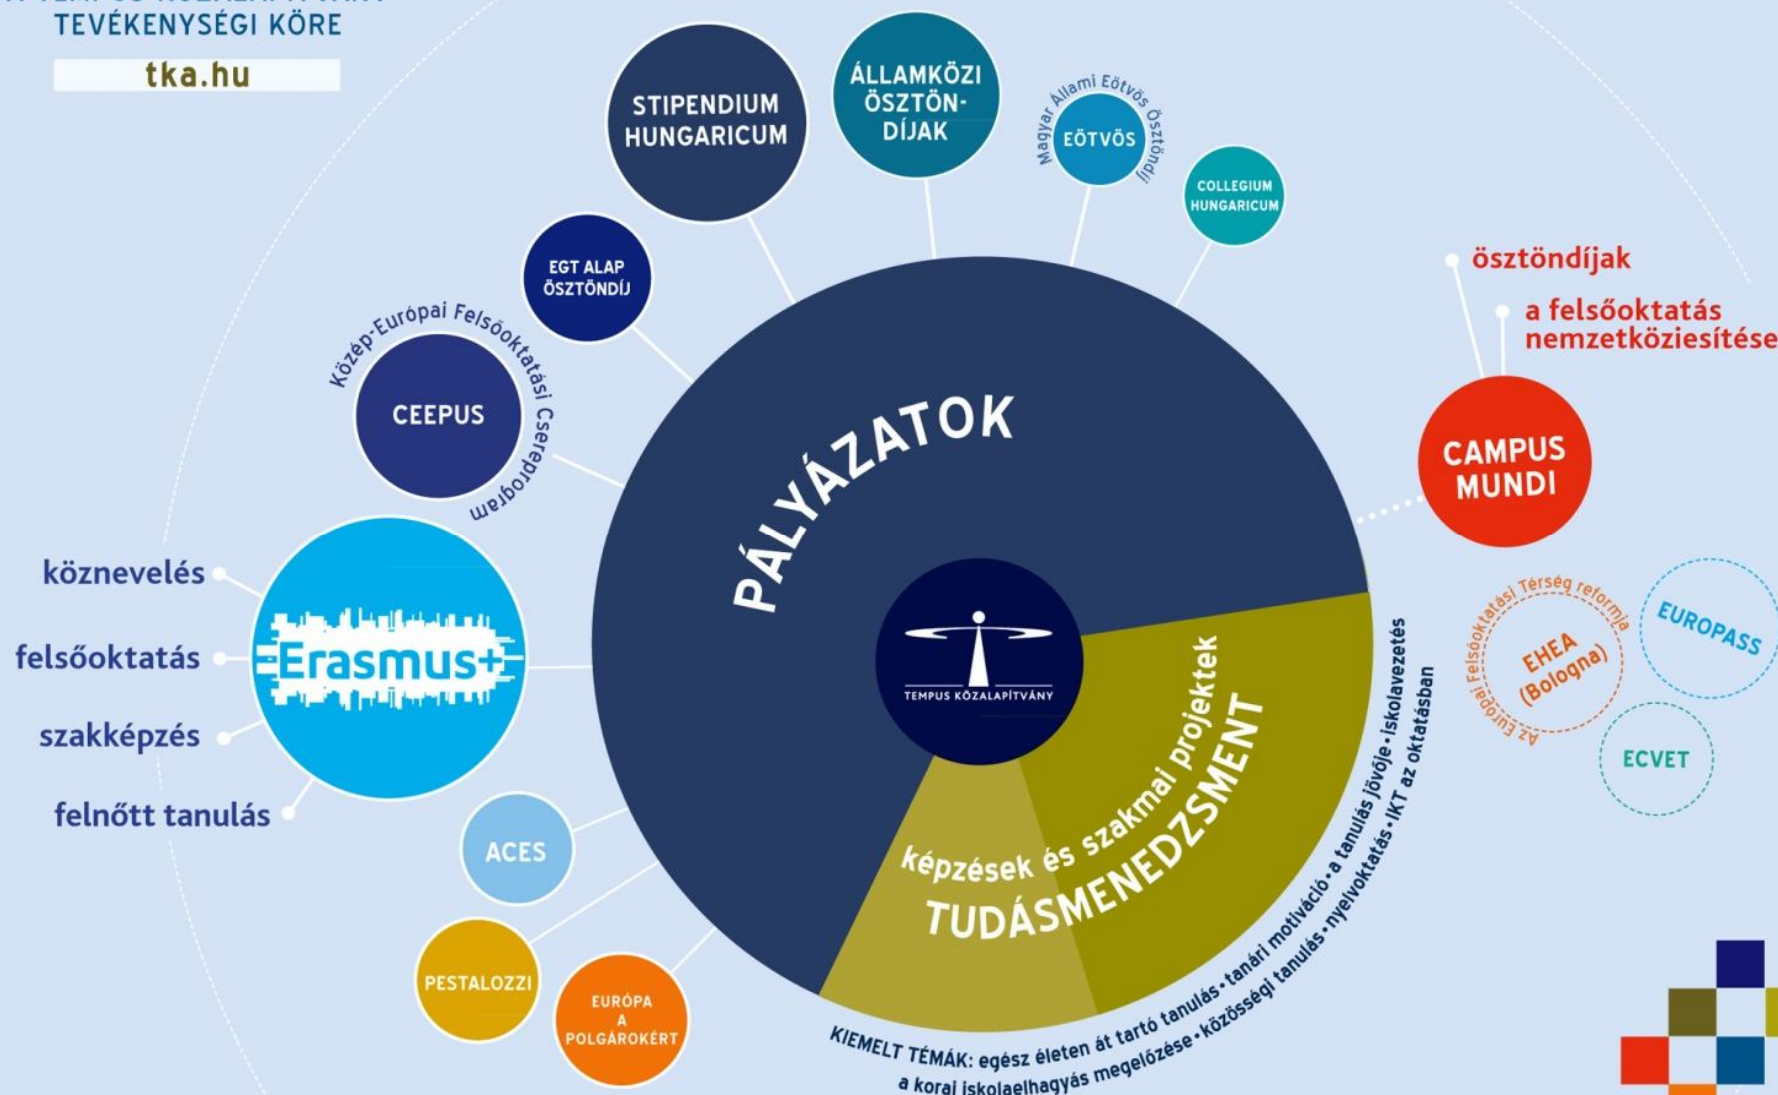 TEVÉKENYSÉGI KÖRE
tka.hu
STIPENDIUM
HUNGARICUM
ÁLLAMKÖZI
ÖSZTÖN-
DÍJAK
Magyar Állami Eötvös Ösztöndíj
EÖTVÖS
COLLEGIUM
HUNGARICUM
EGT ALAP
ÖSZTÖNDÍJ
Közép-Európai Felsőoktatási Csereprogram
CEEPUS
ösztöndíjak
a felsőoktatás
nemzetköziesítése
CAMPUS
MUNDI
PÁLYÁZATOK
köznevelés
felsőoktatás
szakképzés
felnőtt tanulás
Erasmus+
TEMPUS KÖZALAPÍTVÁNY
képzések és szakmai projektek
TUDÁSMENEDZSMENT
Az Európai Felsőoktatási Térség reformja
EHEA
(Bologna)
EUROPASS
ECVET
ACES
PESTALOZZI
EURÓPA
A
POLGÁROKÉRT
KIEMELT TÉMÁK: egész életen át tartó tanulás•tanári motiváció•a tanulás jövője•iskolavezetés
a korai iskolaelhagyás megelőzése•közösségi tanulás•nyelvoktatás•IKT az oktatásban